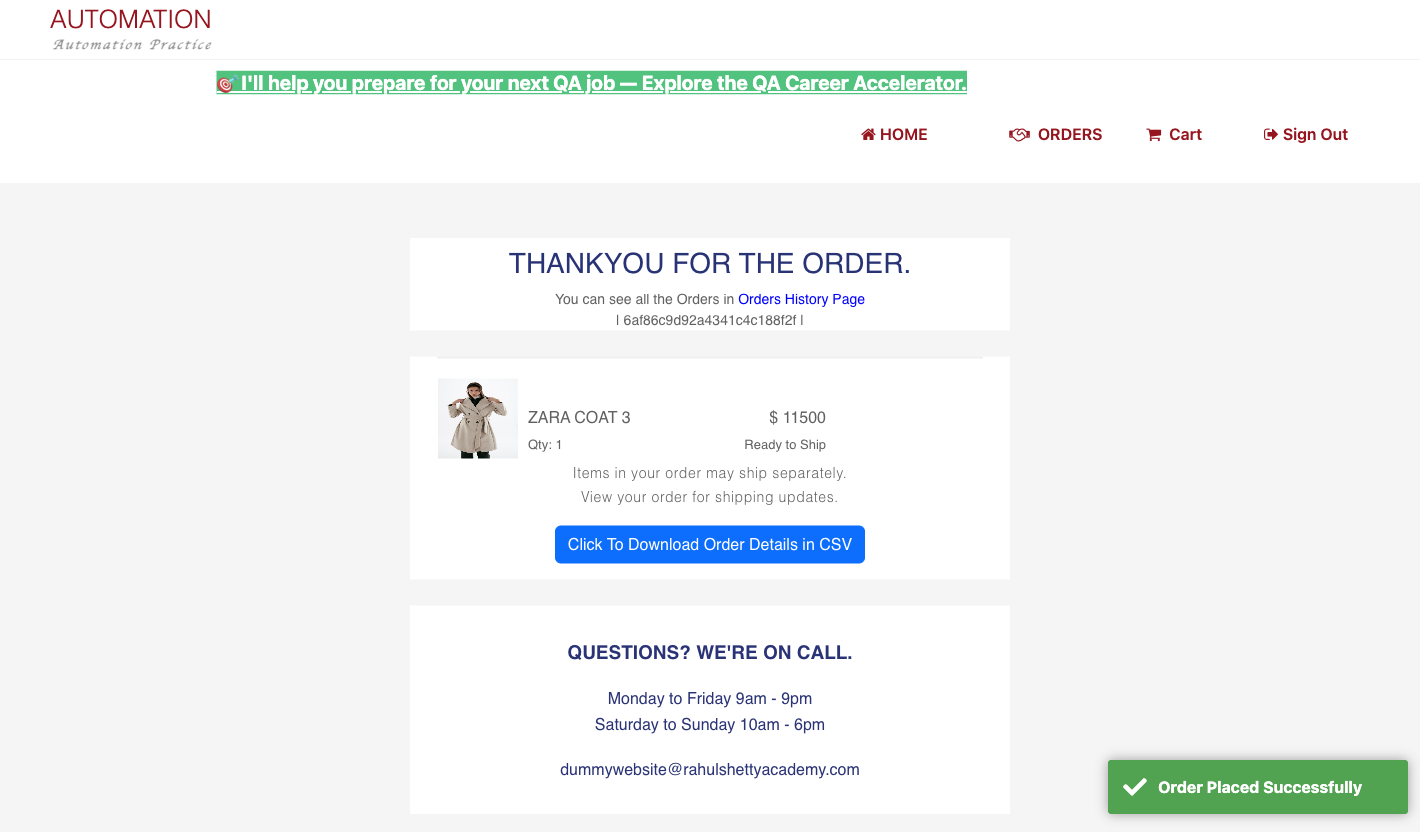 AUTOMATION
Automation Practice
🎯 I'll help you prepare for your next QA job — Explore the QA Career Accelerator.
HOME ORDERS Cart Sign Out
THANKYOU FOR THE ORDER.
You can see all the Orders in Orders History Page
| 6af86c9d92a4341c4c188f2f |
ZARA COAT 3 $ 11500
Qty: 1 Ready to Ship
Items in your order may ship separately.
View your order for shipping updates.
Click To Download Order Details in CSV
QUESTIONS? WE'RE ON CALL.
Monday to Friday 9am - 9pm
Saturday to Sunday 10am - 6pm
dummywebsite@rahulshettyacademy.com
Order Placed Successfully